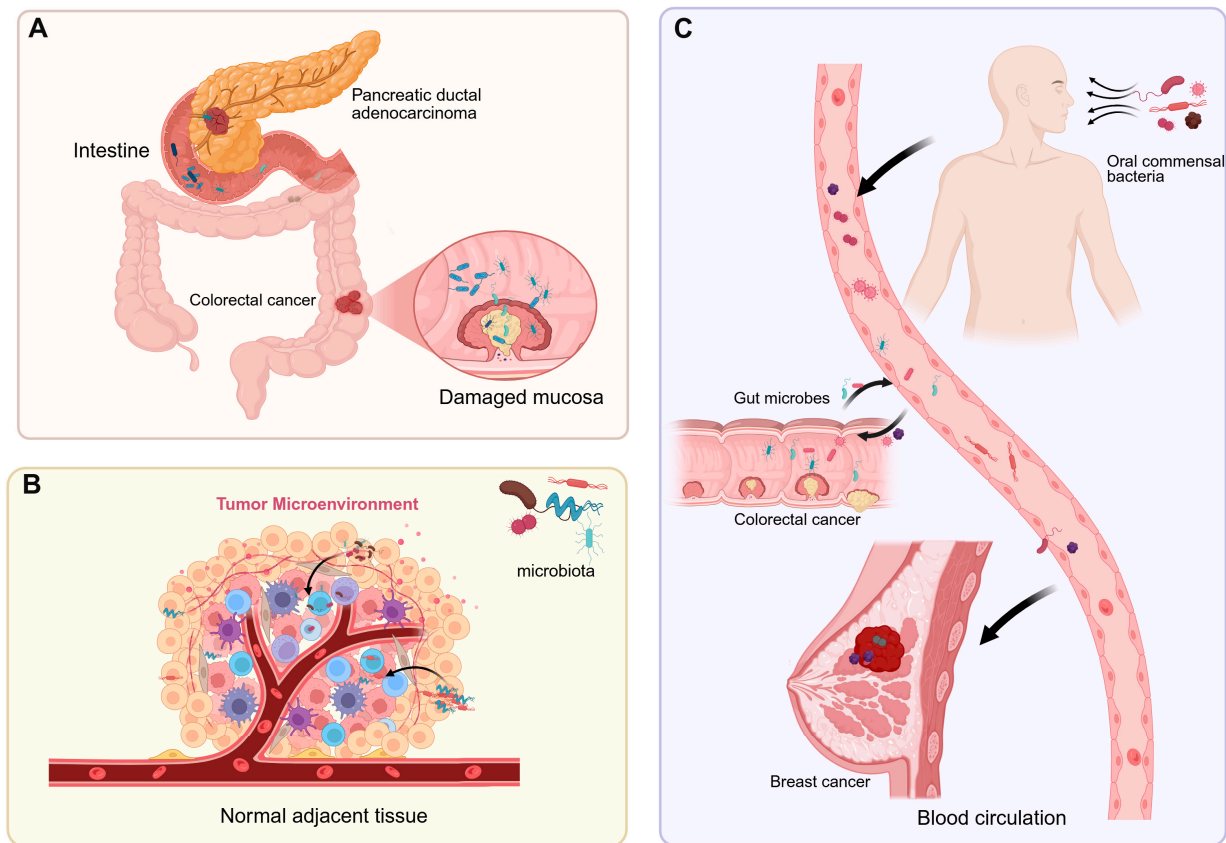 A
Pancreatic ductal
adenocarcinoma
Intestine
Colorectal cancer
Damaged mucosa
B
Tumor Microenvironment
microbiota
Normal adjacent tissue
C
Oral commensal
bacteria
Gut microbes
Colorectal cancer
Breast cancer
Blood circulation